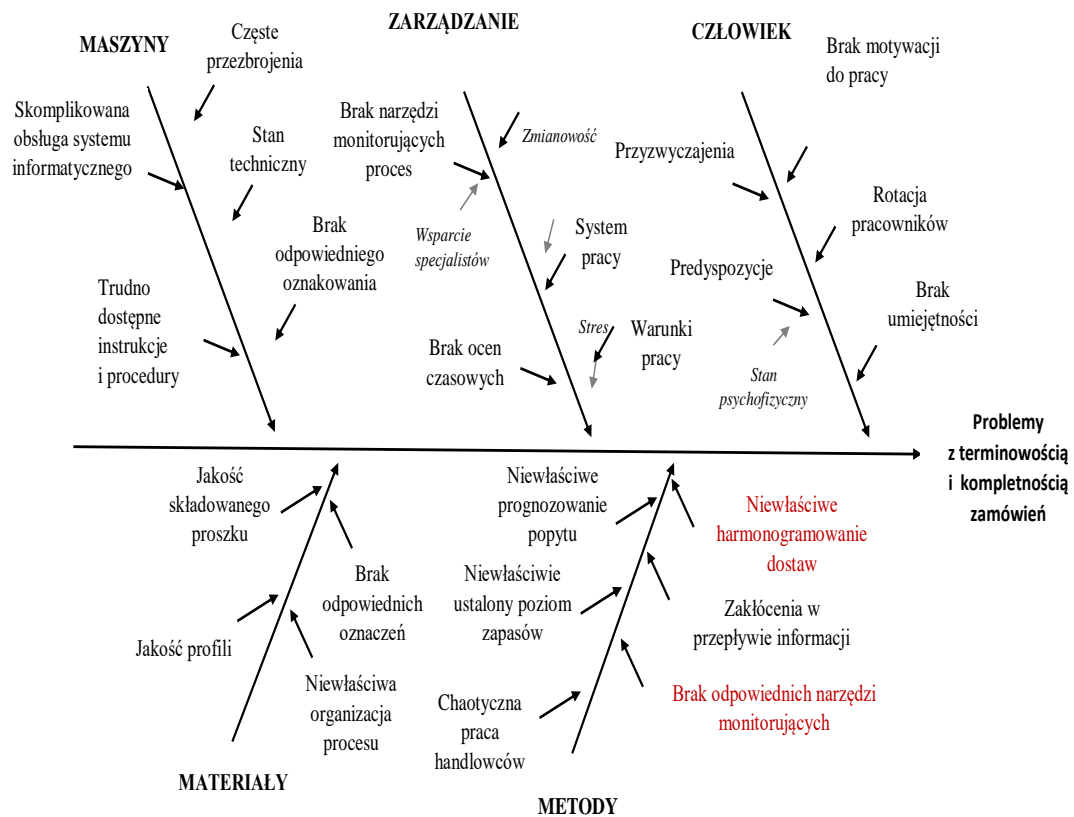 MASZYNY
Częste
przezbrojenia
Skomplikowana
obsługa systemu
informatycznego
Stan
techniczny
Brak
odpowiedniego
oznakowania
Trudno
dostępne
instrukcje
i procedury
ZARZĄDZANIE
Brak narzędzi
monitorujących
proces
Zmianowość
Wsparcie
specjalistów
System
pracy
Stres
Warunki
pracy
Brak ocen
czasowych
CZŁOWIEK
Brak motywacji
do pracy
Przyzwyczajenia
Rotacja
pracowników
Predyspozycje
Brak
umiejętności
Stan
psychofizyczny
Problemy
z terminowością
i kompletnością
zamówień
Jakość
składowanego
proszku
Brak
odpowiednich
oznaczeń
Jakość profili
Niewłaściwa
organizacja
procesu
MATERIAŁY
Niewłaściwe
prognozowanie
popytu
Niewłaściwe
harmonogramowanie
dostaw
Niewłaściwie
ustalony poziom
zapasów
Zakłócenia w
przepływie informacji
Brak odpowiednich narzędzi
monitorujących
Chaotyczna
praca
handlowców
METODY